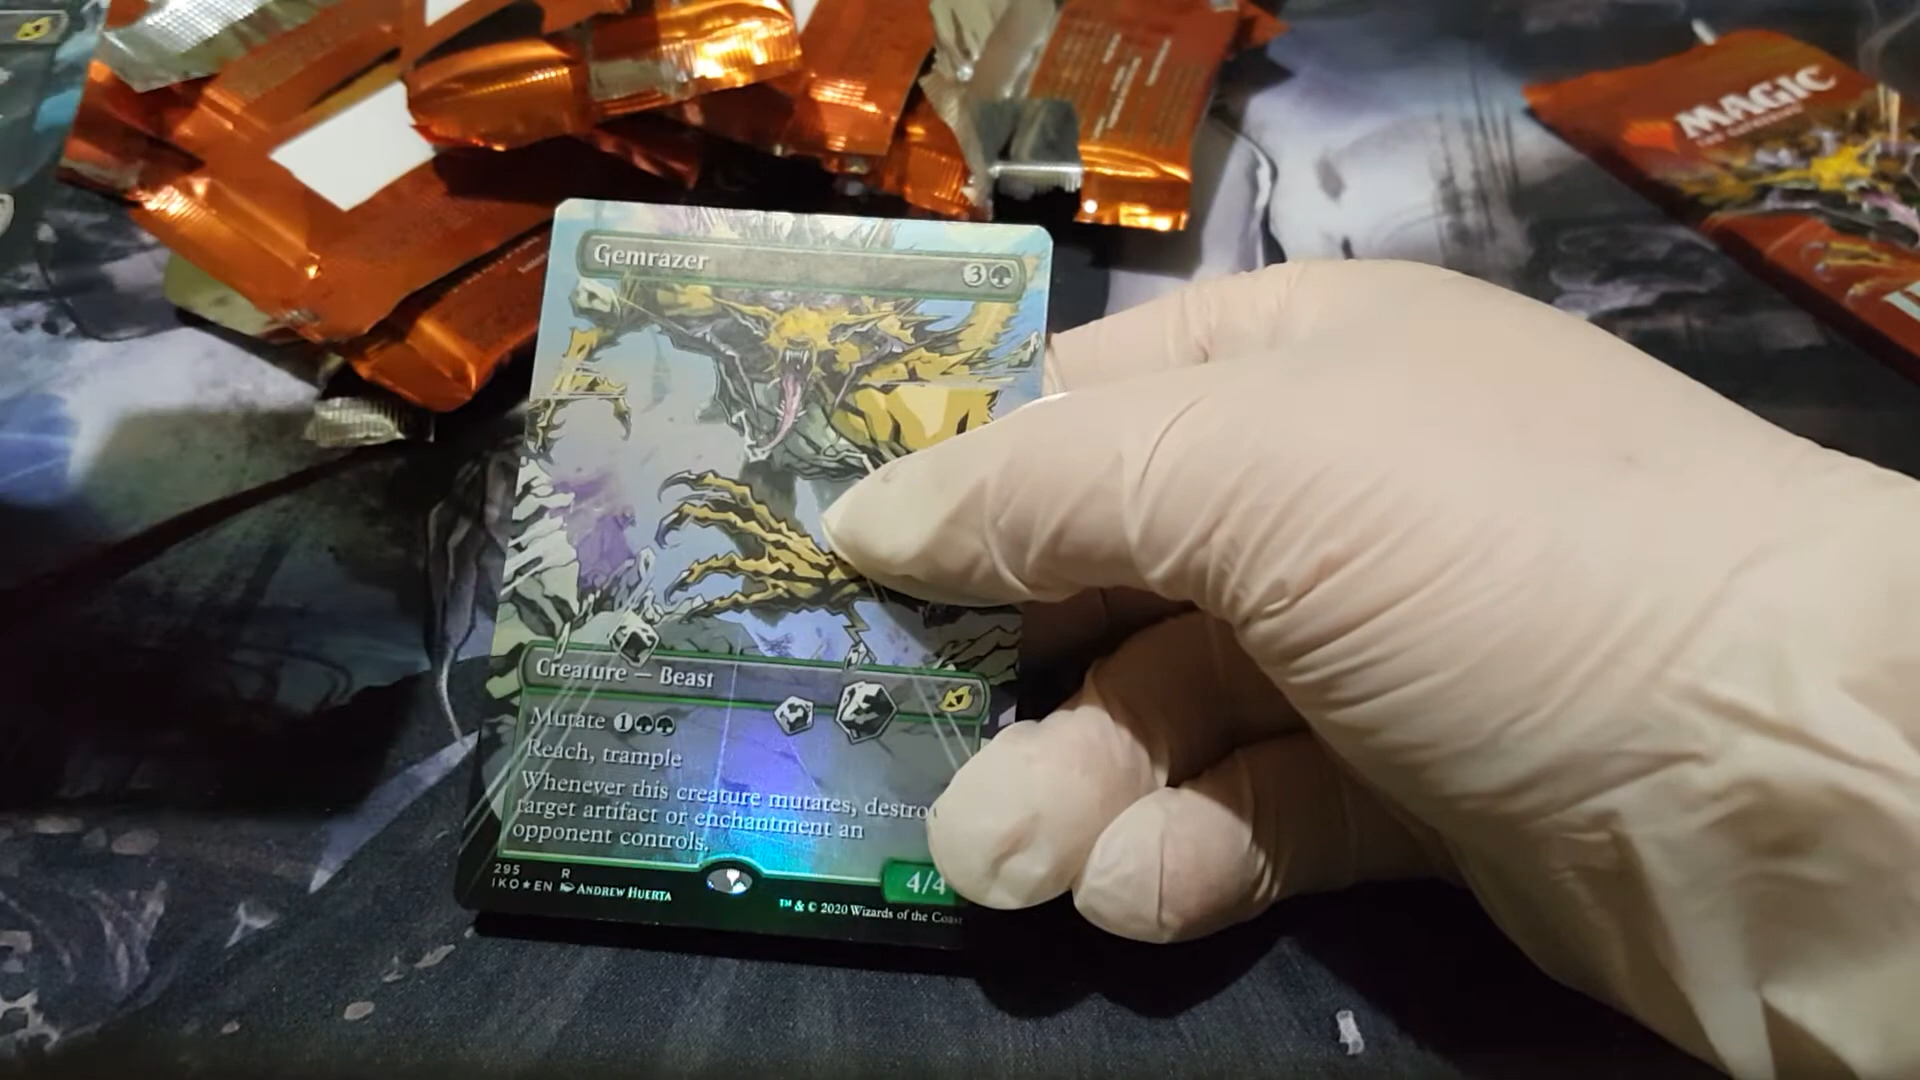 MAGIC
Gemrazer
3
Creature — Beast
Mutate 1
Reach, trample
Whenever this creature mutates, destro
target artifact or enchantment an
opponent controls.
4/4
295 R
IKO★EN ANDREW HUERTA
™ & © 2020 Wizards of the Coas